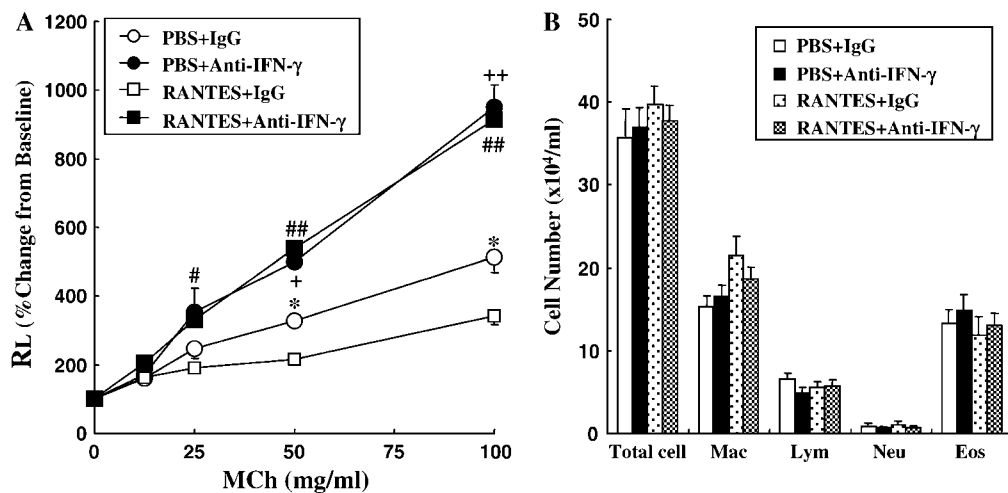 A
1200
1000
800
600
400
200
0
RL (%Change from Baseline)
PBS+IgG
PBS+Anti-IFN-γ
RANTES+IgG
RANTES+Anti-IFN-γ
++
##
##
#
+
*
*
0
25
50
75
100
MCh (mg/ml)
B
50
40
30
20
10
0
Cell Number (x10⁴/ml)
PBS+IgG
PBS+Anti-IFN-γ
RANTES+IgG
RANTES+Anti-IFN-γ
Total cell
Mac
Lym
Neu
Eos